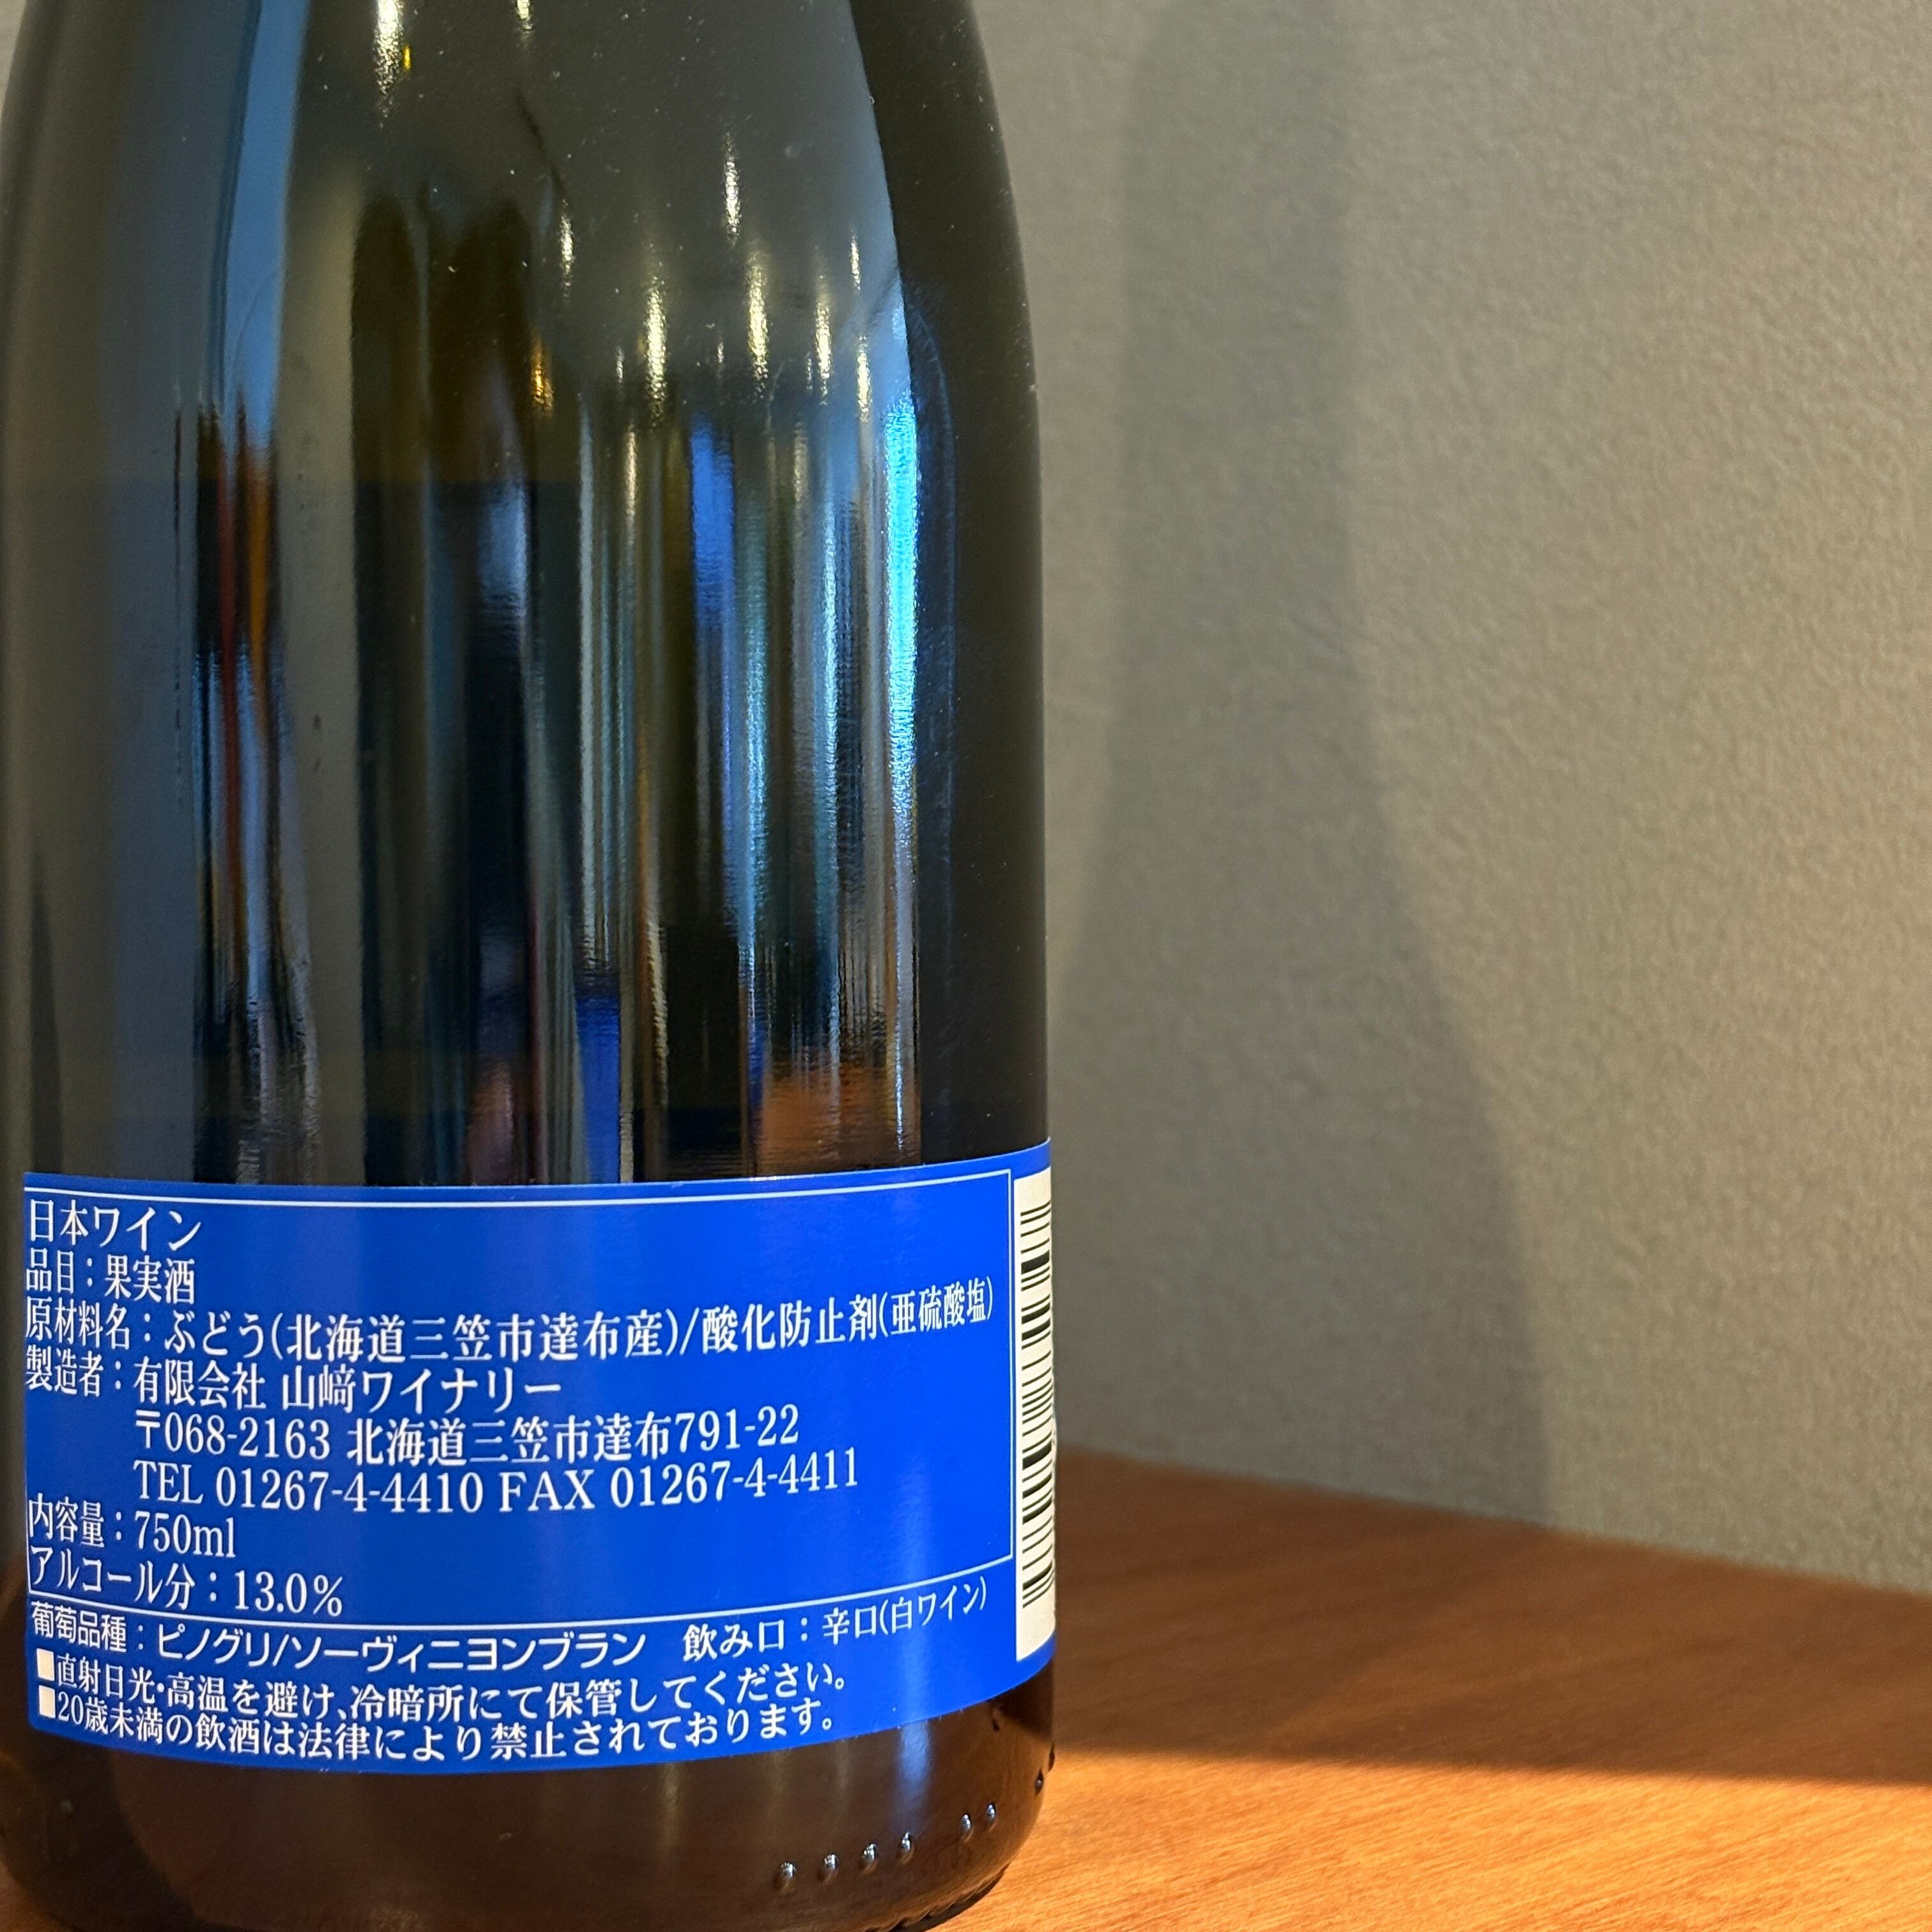 日本ワイン
品目：果実酒
原材料名：ぶどう(北海道三笠市達布産)/酸化防止剤(亜硫酸塩)
製造者：有限会社 山﨑ワイナリー
〒068-2163 北海道三笠市達布791-22
TEL 01267-4-4410 FAX 01267-4-4411
内容量：750ml
アルコール分：13.0%
葡萄品種：ピノグリ/ソーヴィニヨンブラン　飲み口：辛口(白ワイン)
■直射日光・高温を避け、冷暗所にて保管してください。
■20歳未満の飲酒は法律により禁止されております。